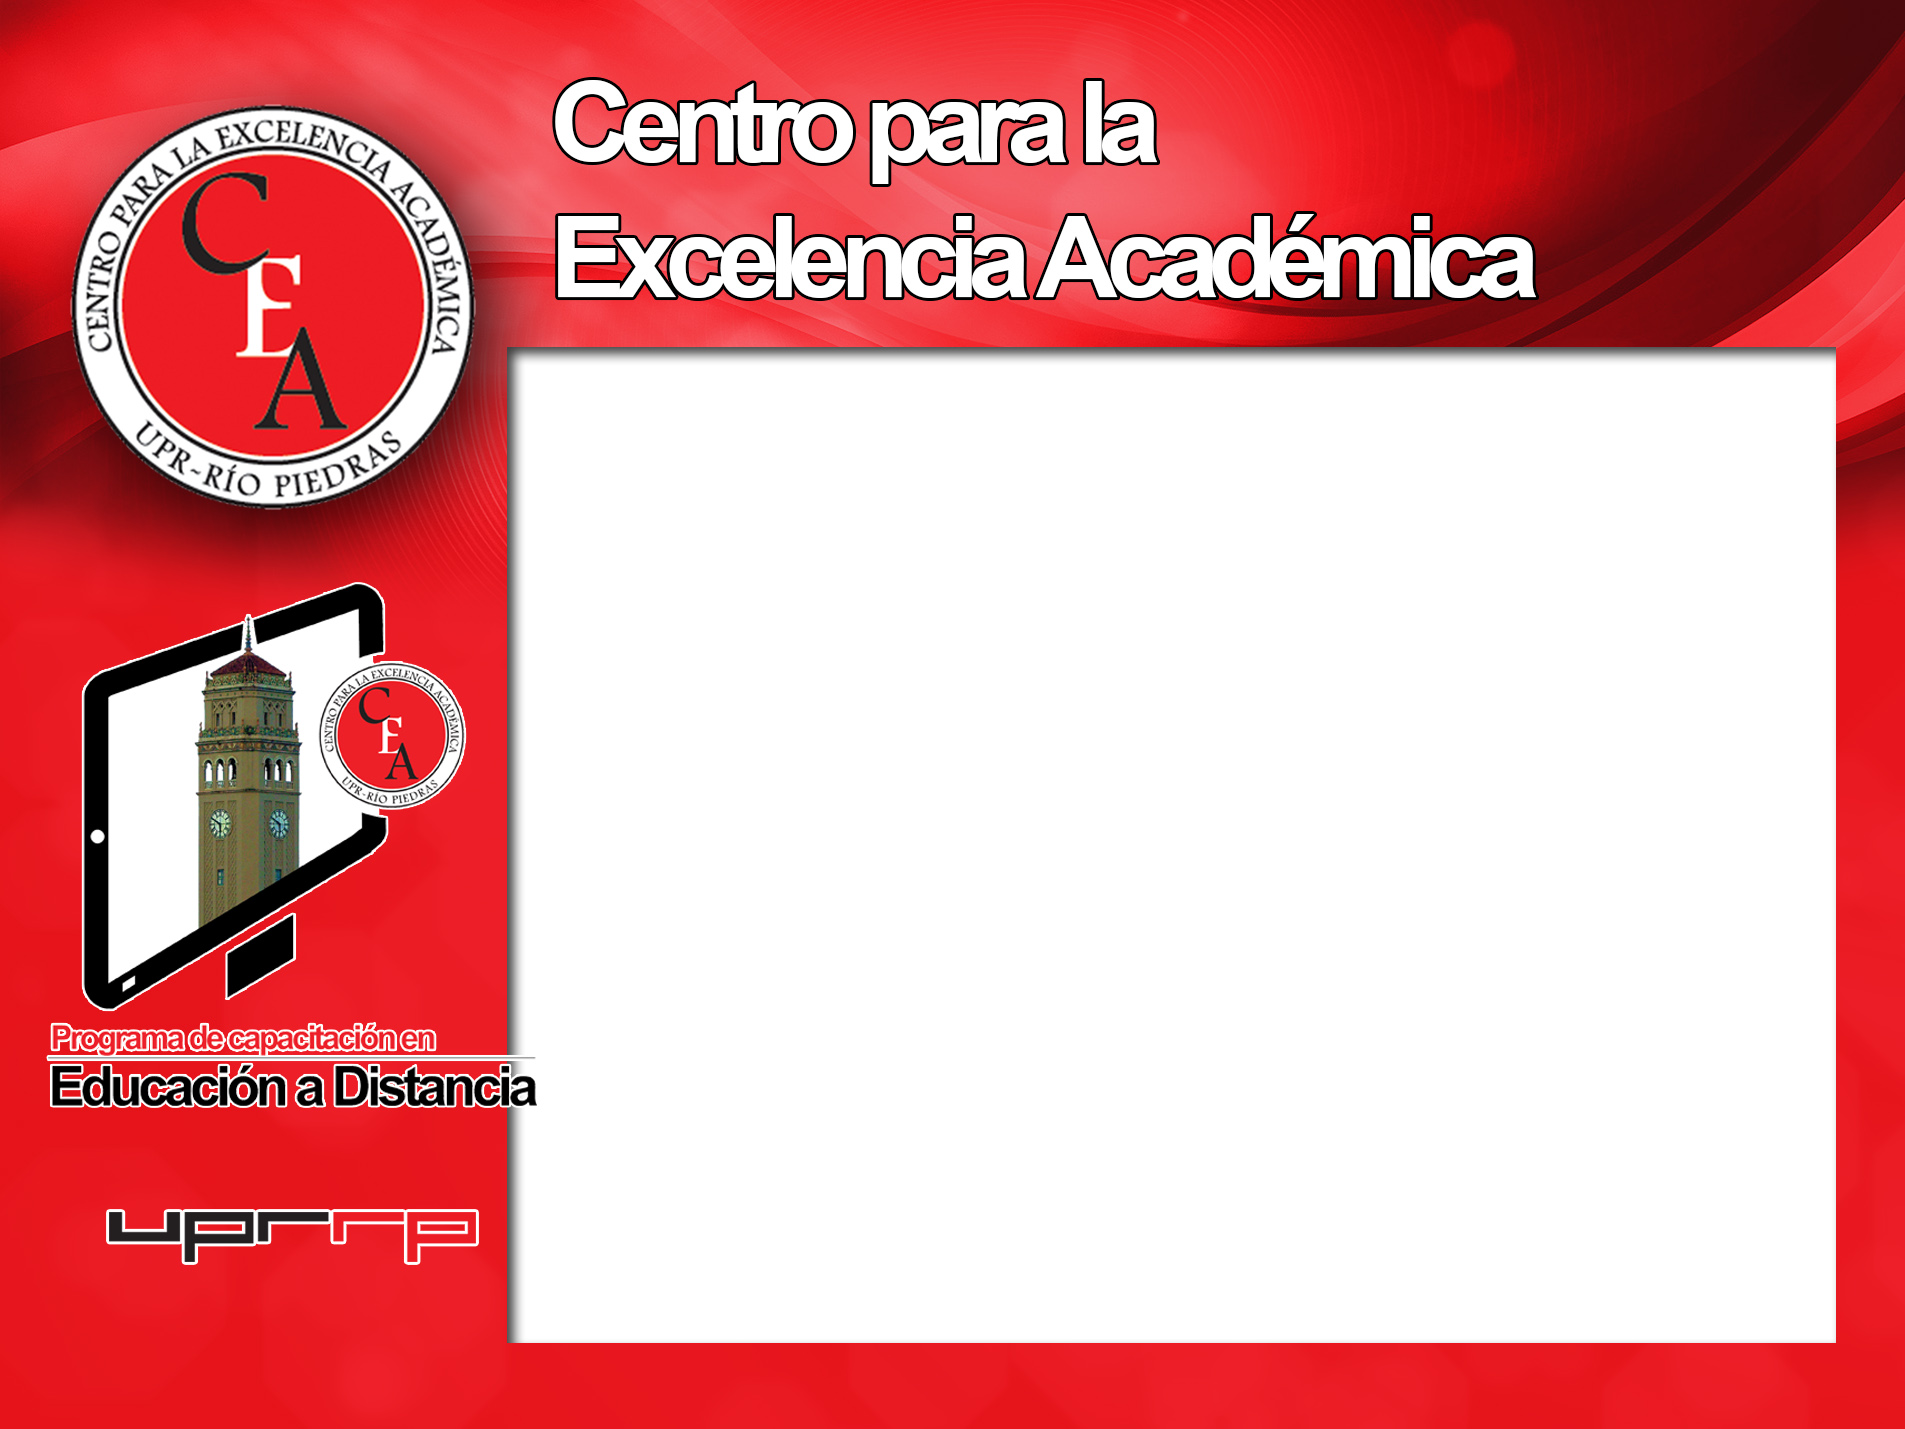 Centro para la
Excelencia Académica
CENTRO PARA LA EXCELENCIA ACADÉMICA
CEA
UPR-RÍO PIEDRAS
CENTRO PARA LA EXCELENCIA ACADÉMICA
CEA
UPR-RÍO PIEDRAS
Programa de capacitación en
Educación a Distancia
uprrp